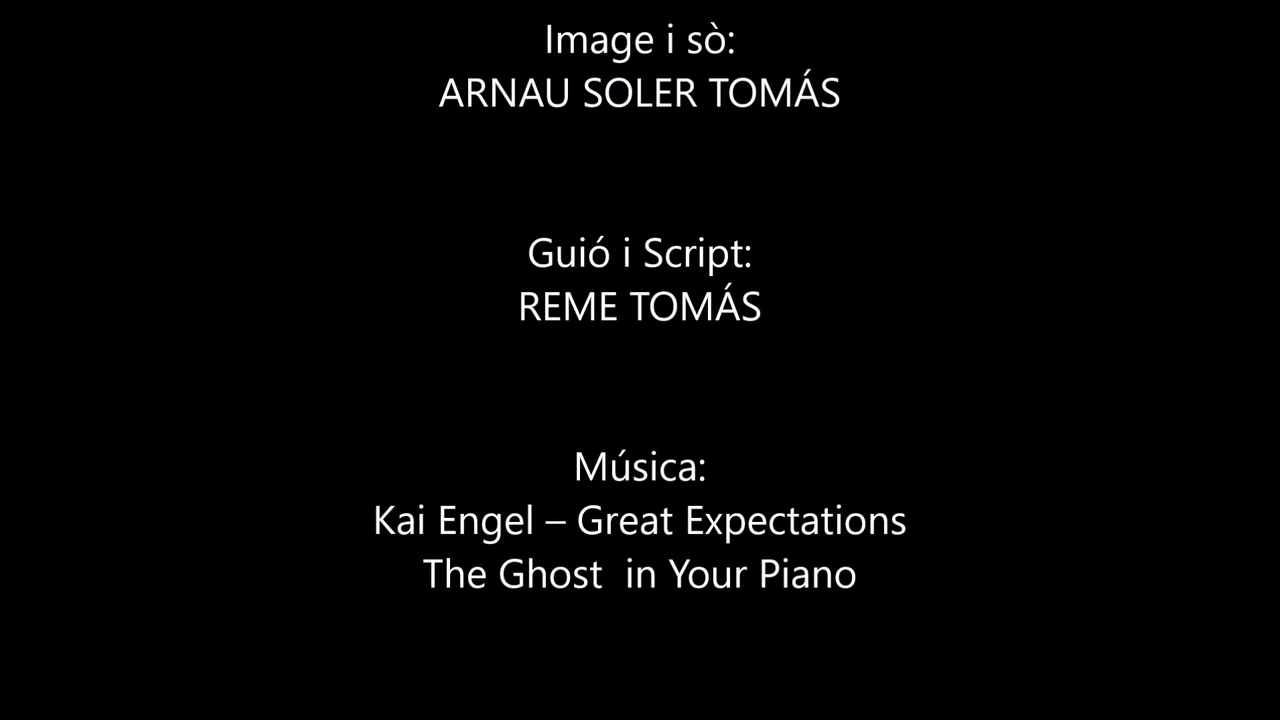 Image i sò:
ARNAU SOLER TOMÁS
Guió i Script:
REME TOMÁS
Música:
Kai Engel – Great Expectations
The Ghost  in Your Piano